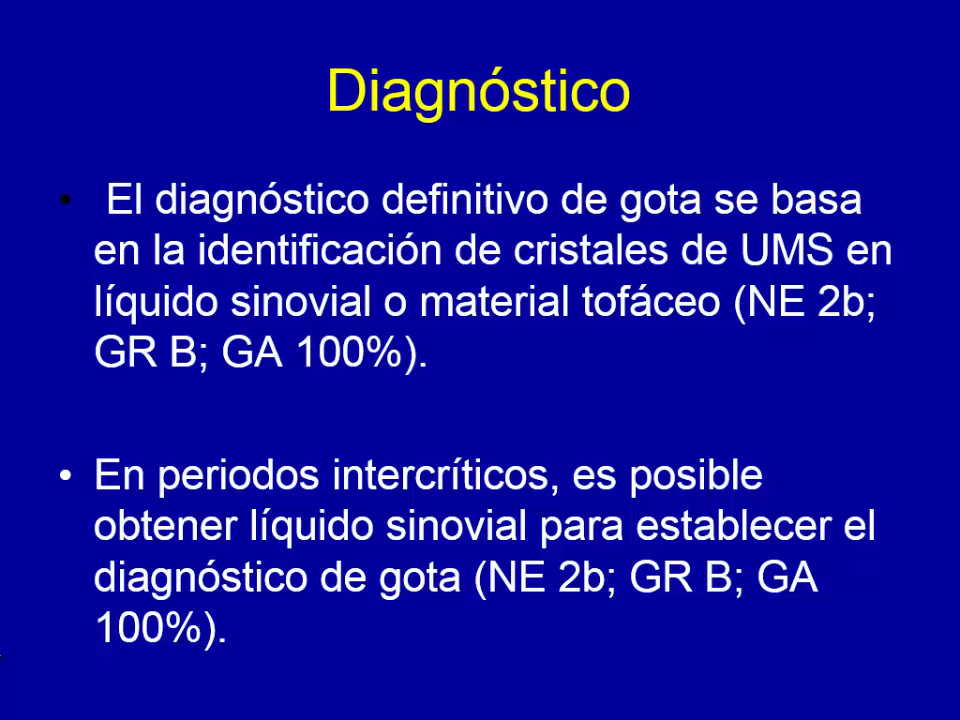 Diagnóstico
• El diagnóstico definitivo de gota se basa
en la identificación de cristales de UMS en
líquido sinovial o material tofáceo (NE 2b;
GR B; GA 100%).
• En periodos intercríticos, es posible
obtener líquido sinovial para establecer el
diagnóstico de gota (NE 2b; GR B; GA
100%).